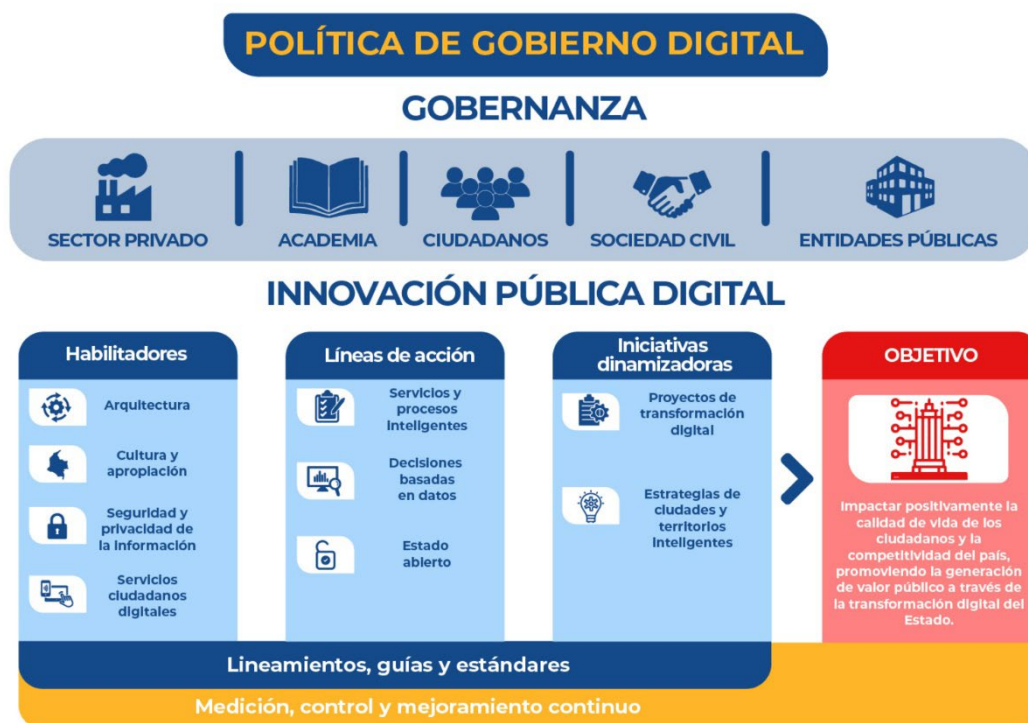 POLÍTICA DE GOBIERNO DIGITAL
GOBERNANZA
SECTOR PRIVADO
ACADEMIA
CIUDADANOS
SOCIEDAD CIVIL
ENTIDADES PÚBLICAS
INNOVACIÓN PÚBLICA DIGITAL
Habilitadores
Arquitectura
Cultura y
apropiación
Seguridad y
privacidad de
la información
Servicios
ciudadanos
digitales
Líneas de acción
Servicios y
procesos
inteligentes
Decisiones
basadas
en datos
Estado
abierto
Iniciativas
dinamizadoras
Proyectos de
transformación
digital
Estrategias de
ciudades y
territorios
inteligentes
OBJETIVO
Impactar positivamente la
calidad de vida de los
ciudadanos y la
competitividad del país,
promoviendo la generación
de valor público a través de
la transformación digital del
Estado.
Lineamientos, guías y estándares
Medición, control y mejoramiento continuo